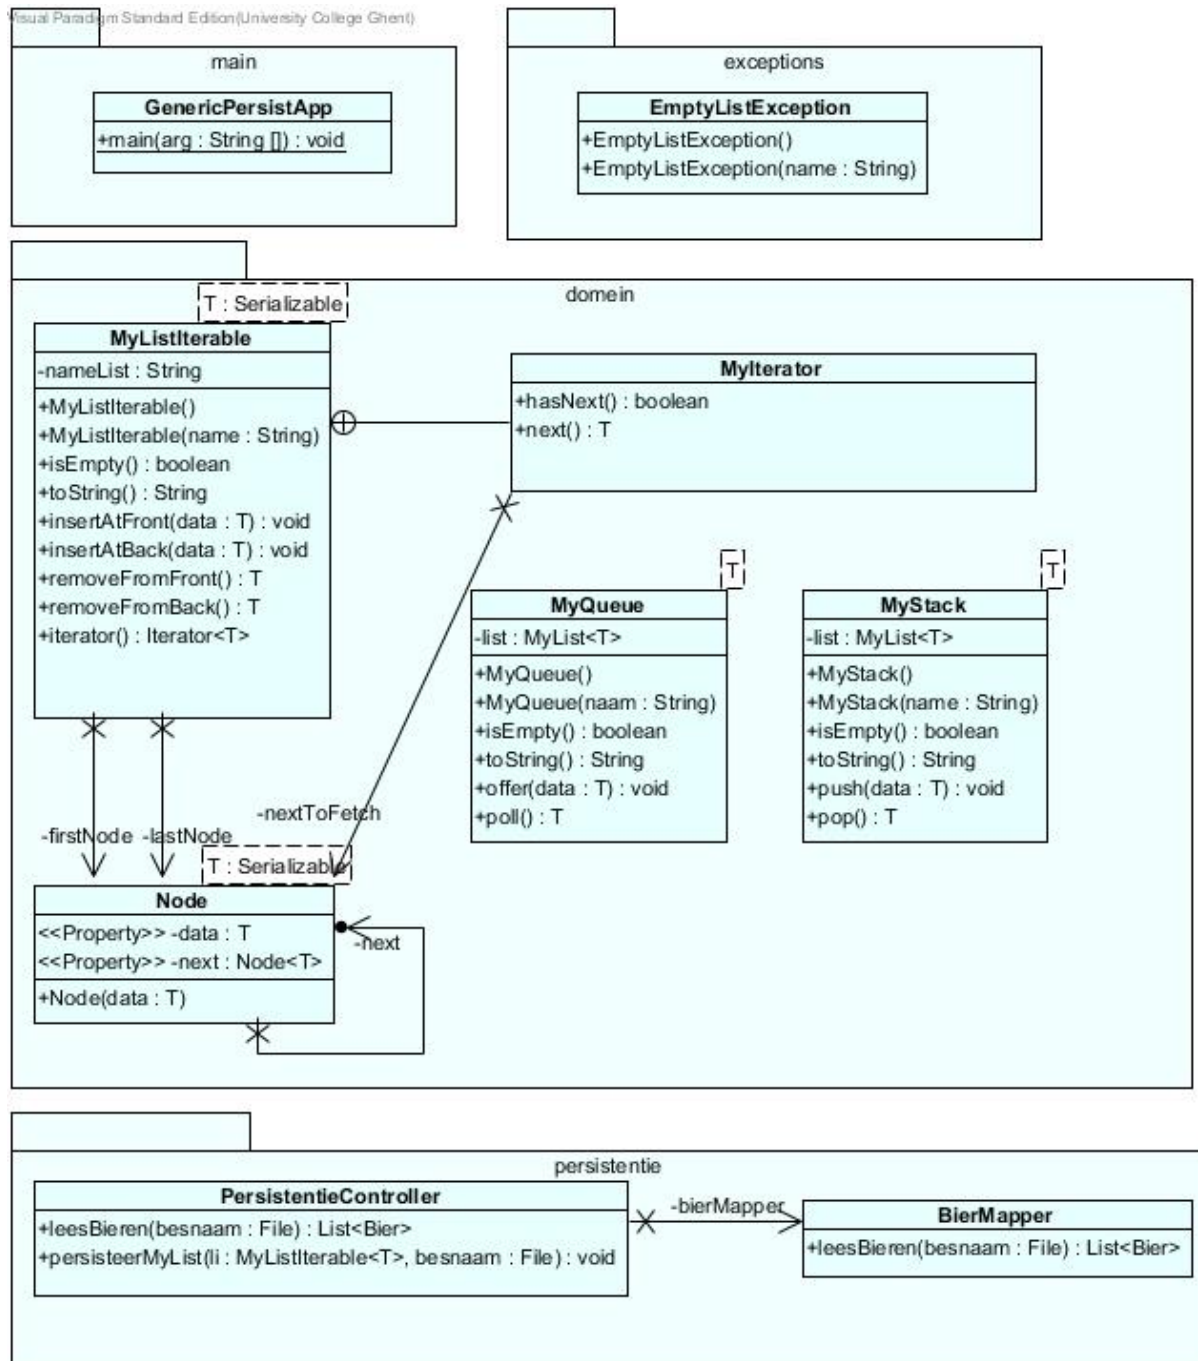 Visual Paradigm Standard Edition(University College Ghent)
main
GenericPersistApp
+main(arg : String []) : void
exceptions
EmptyListException
+EmptyListException()
+EmptyListException(name : String)
domein
T : Serializable
MyListIterable
-nameList : String
+MyListIterable()
+MyListIterable(name : String)
+isEmpty() : boolean
+toString() : String
+insertAtFront(data : T) : void
+insertAtBack(data : T) : void
+removeFromFront() : T
+removeFromBack() : T
+iterator() : Iterator<T>
MyIterator
+hasNext() : boolean
+next() : T
T
MyQueue
-list : MyList<T>
+MyQueue()
+MyQueue(naam : String)
+isEmpty() : boolean
+toString() : String
+offer(data : T) : void
+poll() : T
T
MyStack
-list : MyList<T>
+MyStack()
+MyStack(name : String)
+isEmpty() : boolean
+toString() : String
+push(data : T) : void
+pop() : T
-nextToFetch
-firstNode
-lastNode
T : Serializable
Node
<<Property>> -data : T
<<Property>> -next : Node<T>
+Node(data : T)
-next
persistentie
PersistentieController
+leesBieren(besnaam : File) : List<Bier>
+persisteerMyList(li : MyListIterable<T>, besnaam : File) : void
-bierMapper
BierMapper
+leesBieren(besnaam : File) : List<Bier>